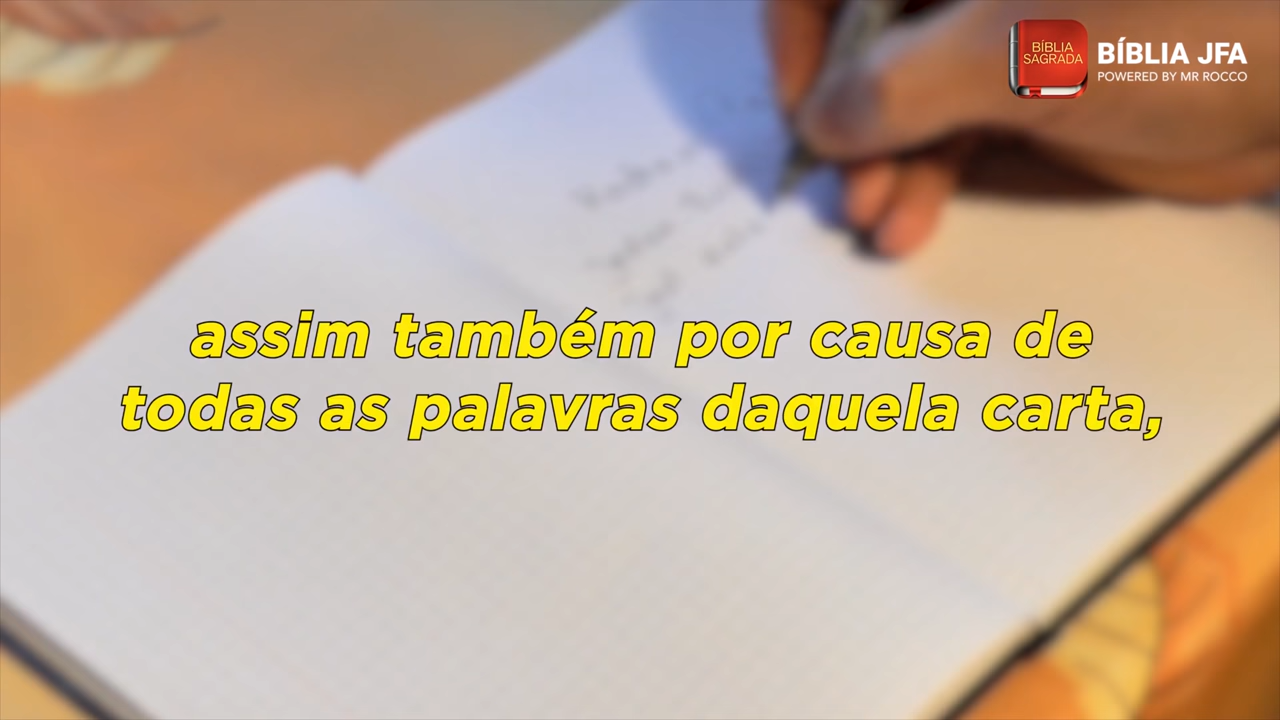 BÍBLIA
SAGRADA
BÍBLIA JFA
POWERED BY MR ROCCO
assim também por causa de
todas as palavras daquela carta,